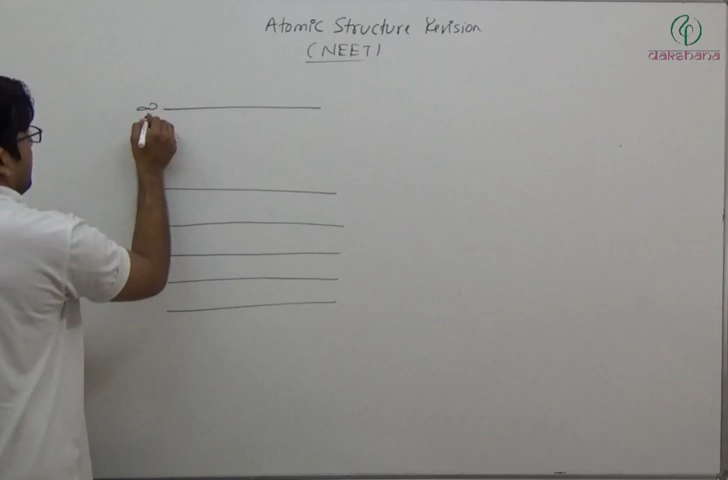 Atomic Structure Revision
(NEET)
dakshana
∞